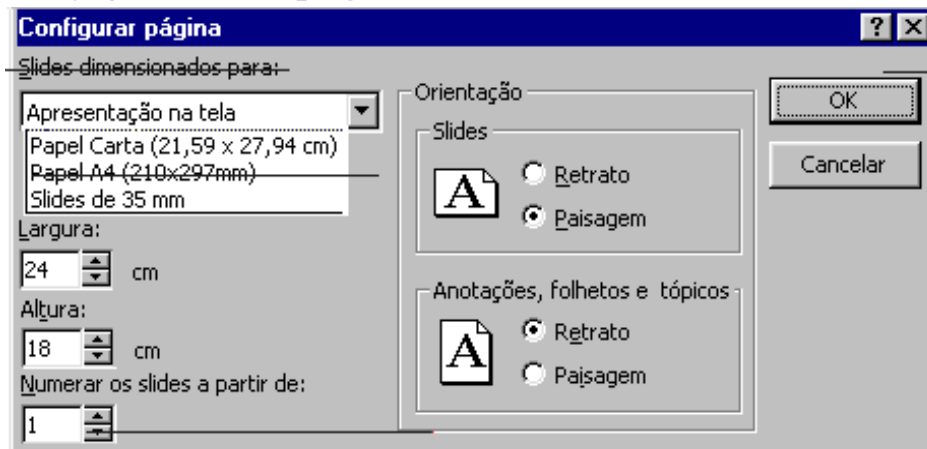 Configurar página
Slides dimensionados para:
Apresentação na tela
Papel Carta (21,59 x 27,94 cm)
Papel A4 (210x297mm)
Slides de 35 mm
Largura:
24 cm
Altura:
18 cm
Numerar os slides a partir de:
1
Orientação
Slides
A
Retrato
Paisagem
Anotações, folhetos e tópicos
A
Retrato
Paisagem
OK
Cancelar